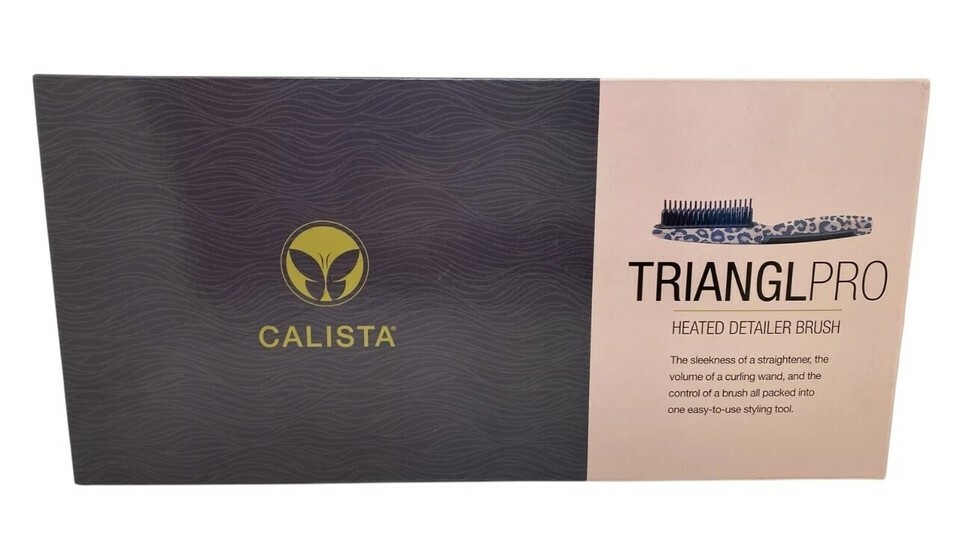 CALISTA®
TRIANGLPRO
HEATED DETAILER BRUSH
The sleekness of a straightener, the
volume of a curling wand, and the
control of a brush all packed into
one easy-to-use styling tool.